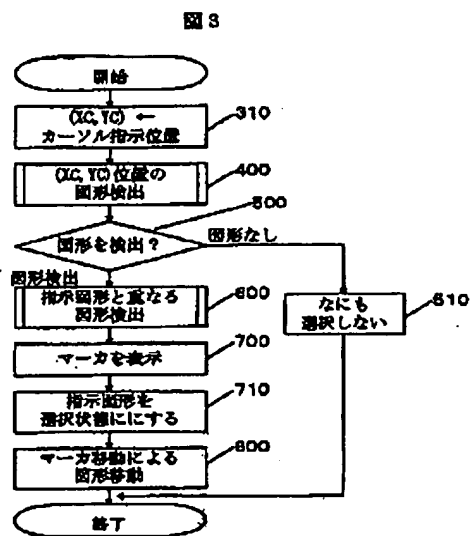 図 3
開始
(XC, YC) ←
カーソル指示位置
310
(XC, YC) 位置の
図形検出
400
500
図形を検出？
図形なし
図形検出
指示図形と重なる
図形検出
600
なにも
選択しない
510
マーカを表示
700
指示図形を
選択状態ににする
710
マーカ移動による
図形移動
800
終了